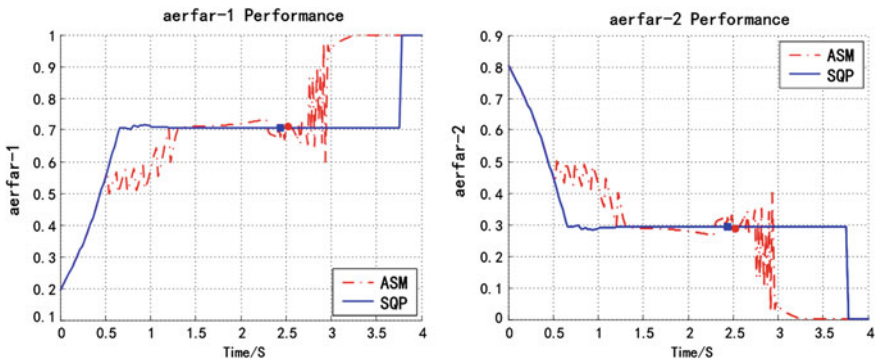 aerfar-1 Performance
1
0.9
0.8
0.7
0.6
0.5
0.4
0.3
0.2
0.1
aerfar-1
ASM
SQP
0 0.5 1 1.5 2 2.5 3 3.5 4
Time/S
aerfar-2 Performance
0.9
0.8
0.7
0.6
0.5
0.4
0.3
0.2
0.1
0
aerfar-2
ASM
SQP
0 0.5 1 1.5 2 2.5 3 3.5 4
Time/S